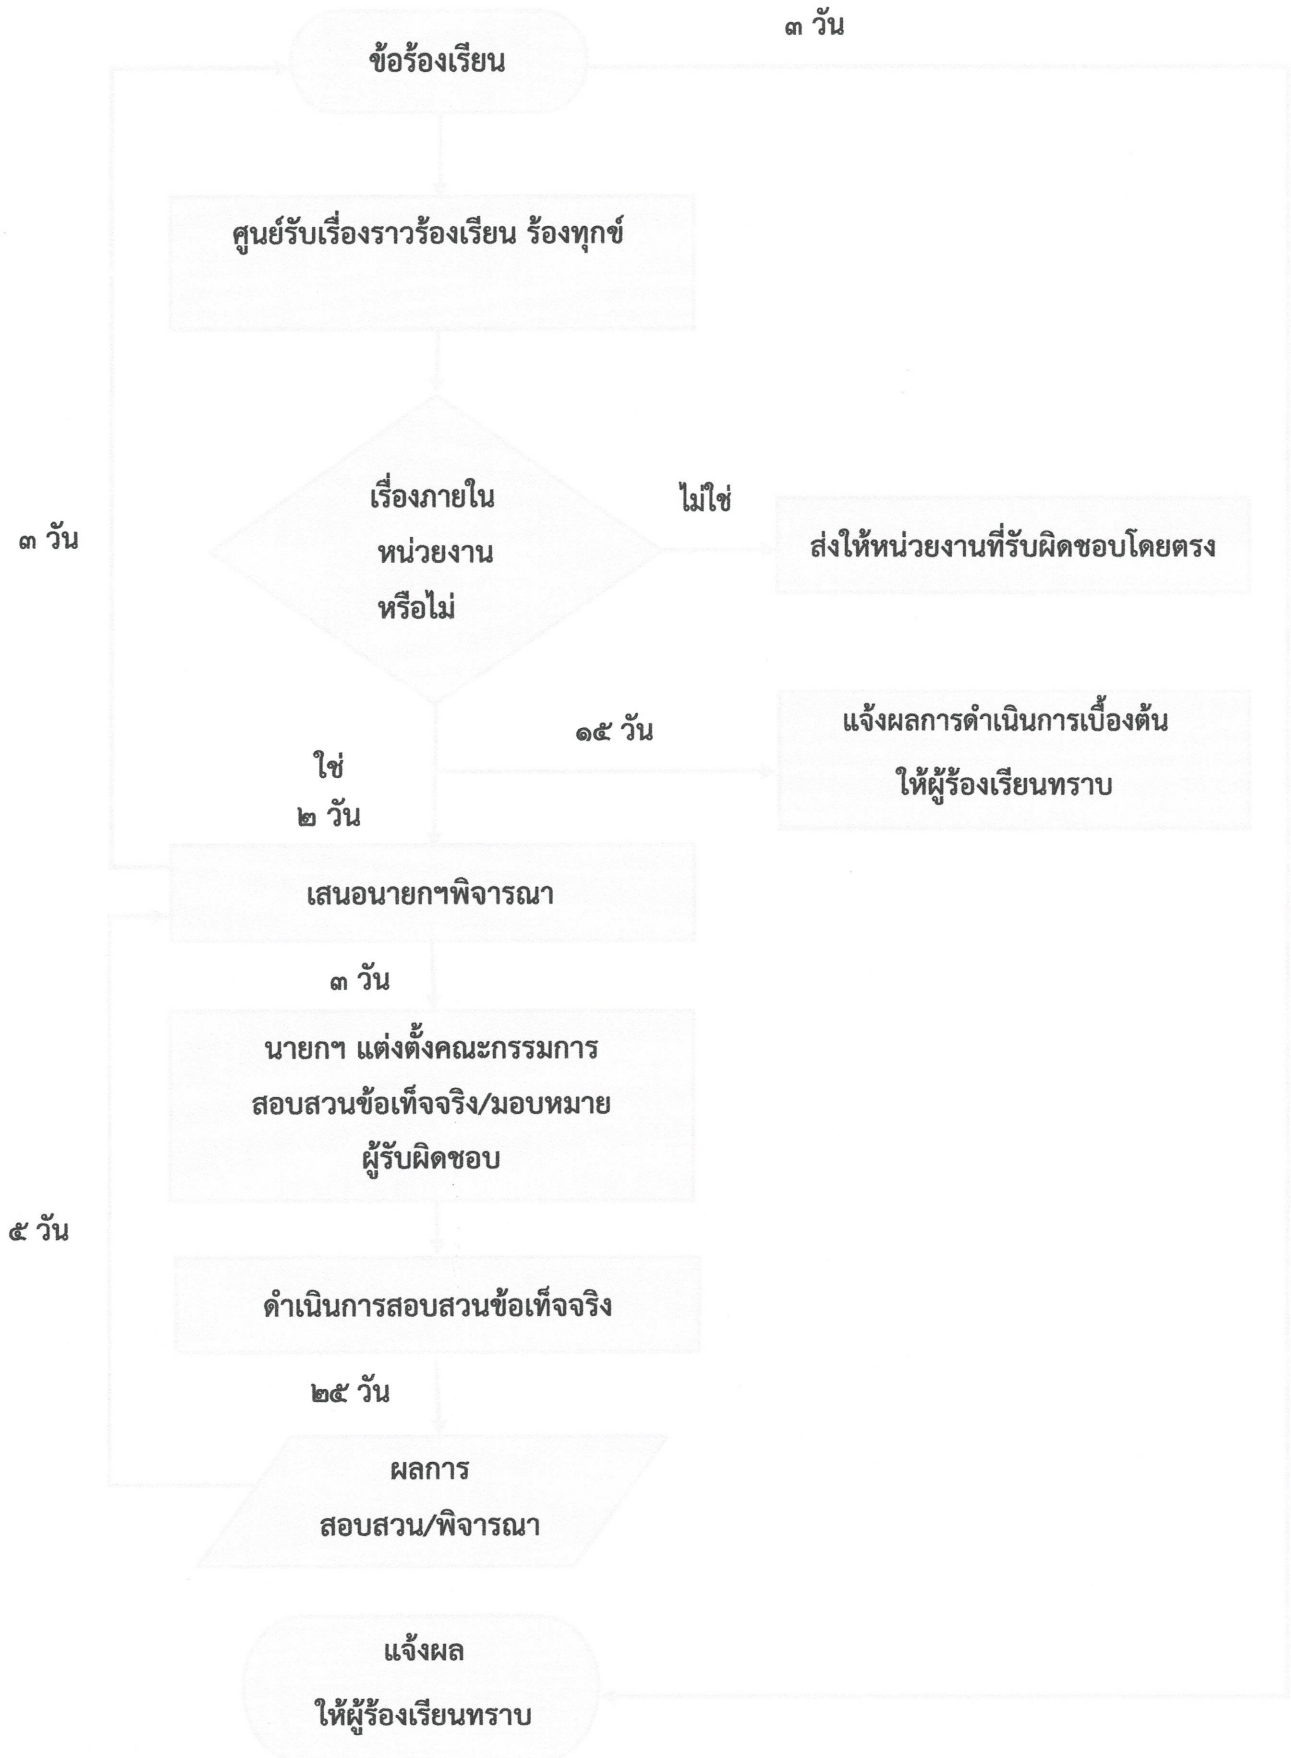 ๓ วัน
ข้อร้องเรียน
ศูนย์รับเรื่องราวร้องเรียน ร้องทุกข์
เรื่องภายใน
หน่วยงาน
หรือไม่
ไม่ใช่
ส่งให้หน่วยงานที่รับผิดชอบโดยตรง
๓ วัน
๑๕ วัน
แจ้งผลการดำเนินการเบื้องต้น
ให้ผู้ร้องเรียนทราบ
ใช่
๒ วัน
เสนอนายกฯพิจารณา
๓ วัน
นายกฯ แต่งตั้งคณะกรรมการ
สอบสวนข้อเท็จจริง/มอบหมาย
ผู้รับผิดชอบ
๕ วัน
ดำเนินการสอบสวนข้อเท็จจริง
๒๕ วัน
ผลการ
สอบสวน/พิจารณา
แจ้งผล
ให้ผู้ร้องเรียนทราบ